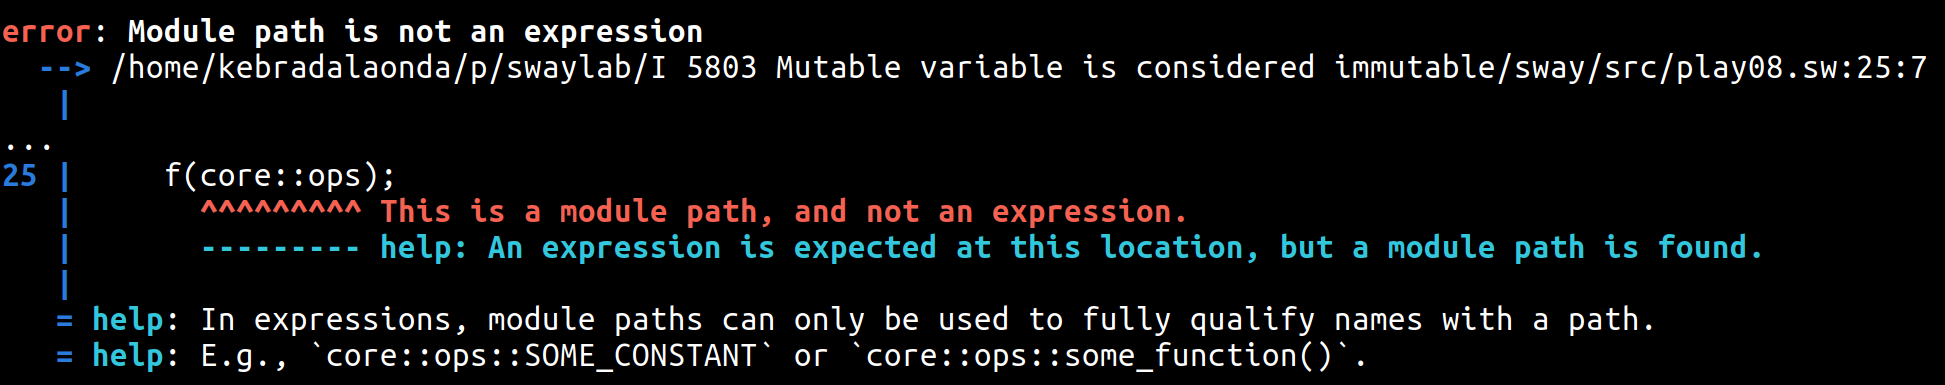 error: Module path is not an expression
  --> /home/kebradalaonda/p/swaylab/I 5803 Mutable variable is considered immutable/sway/src/play08.sw:25:7
   |
...
25 |     f(core::ops);
   |       ^^^^^^^^^ This is a module path, and not an expression.
   |       --------- help: An expression is expected at this location, but a module path is found.
   |
   = help: In expressions, module paths can only be used to fully qualify names with a path.
   = help: E.g., `core::ops::SOME_CONSTANT` or `core::ops::some_function()`.